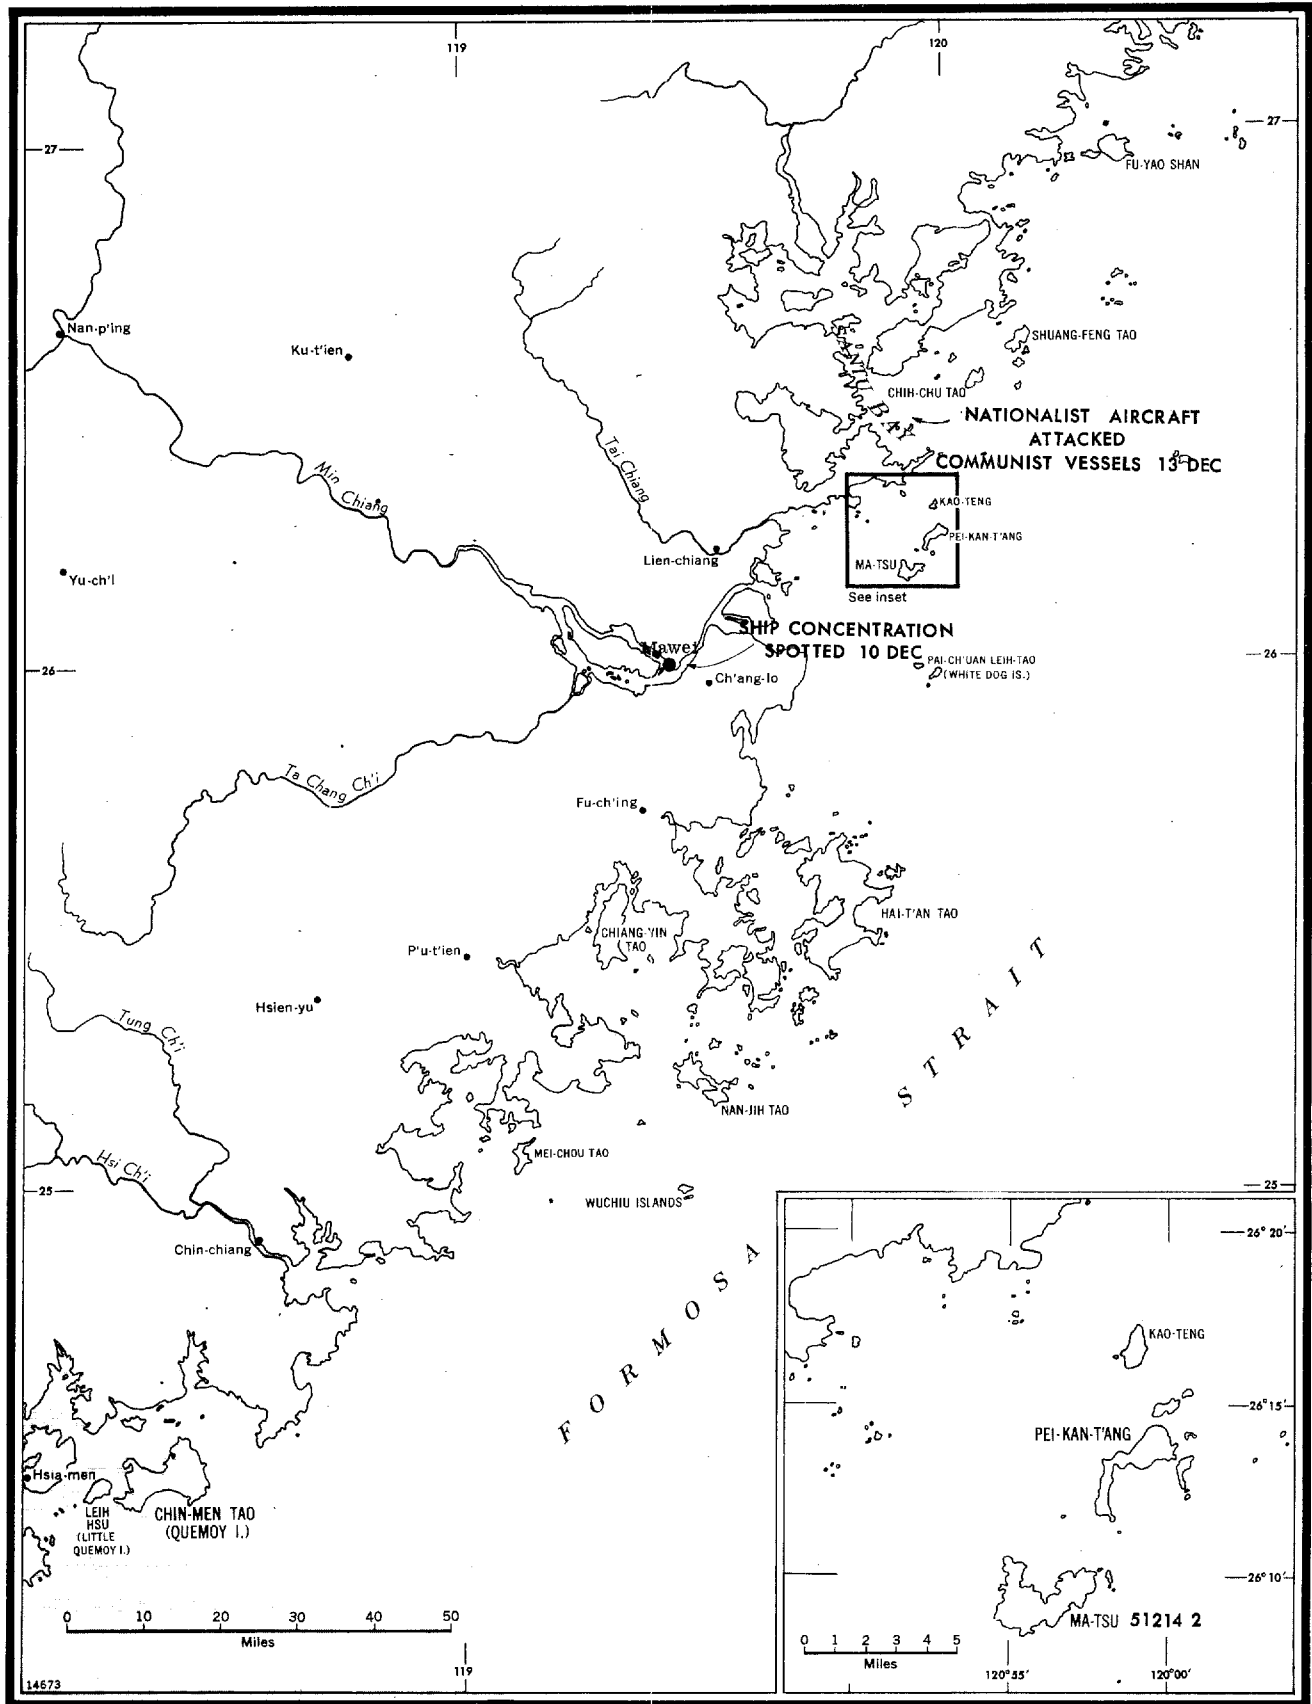 119
120
27
27
FU-YAO SHAN
Nan-p'ing
Ku-t'ien
SHUANG-FENG TAO
SANTU BAY
CHIH-CHU TAO
NATIONALIST AIRCRAFT
ATTACKED
COMMUNIST VESSELS 13 DEC
Tai Chiang
Min Chiang
KAO-TENG
PEI-KAN-T'ANG
MA-TSU
Lien-chiang
See inset
Yu-ch'i
SHIP CONCENTRATION
SPOTTED 10 DEC
Mawei
PAI-CH'UAN LEIH-TAO
(WHITE DOG IS.)
26
26
Ch'ang-lo
Ta Chang Ch'i
Fu-ch'ing
HAI-T'AN TAO
CHIANG-YIN
TAO
P'u-t'ien
Hsien-yu
Tung Ch'i
NAN-JIH TAO
MEI-CHOU TAO
Hsi Ch'i
WUCHIU ISLANDS
25
25
Chin-chiang
FORMOSA STRAIT
26° 20'
KAO-TENG
26° 15'
PEI-KAN-T'ANG
26° 10'
MA-TSU 51214 2
0 1 2 3 4 5
Miles
120°55'
120°00'
Hsia-men
LEIH
HSU
(LITTLE
QUEMOY I.)
CHIN-MEN TAO
(QUEMOY I.)
0 10 20 30 40 50
Miles
119
14673